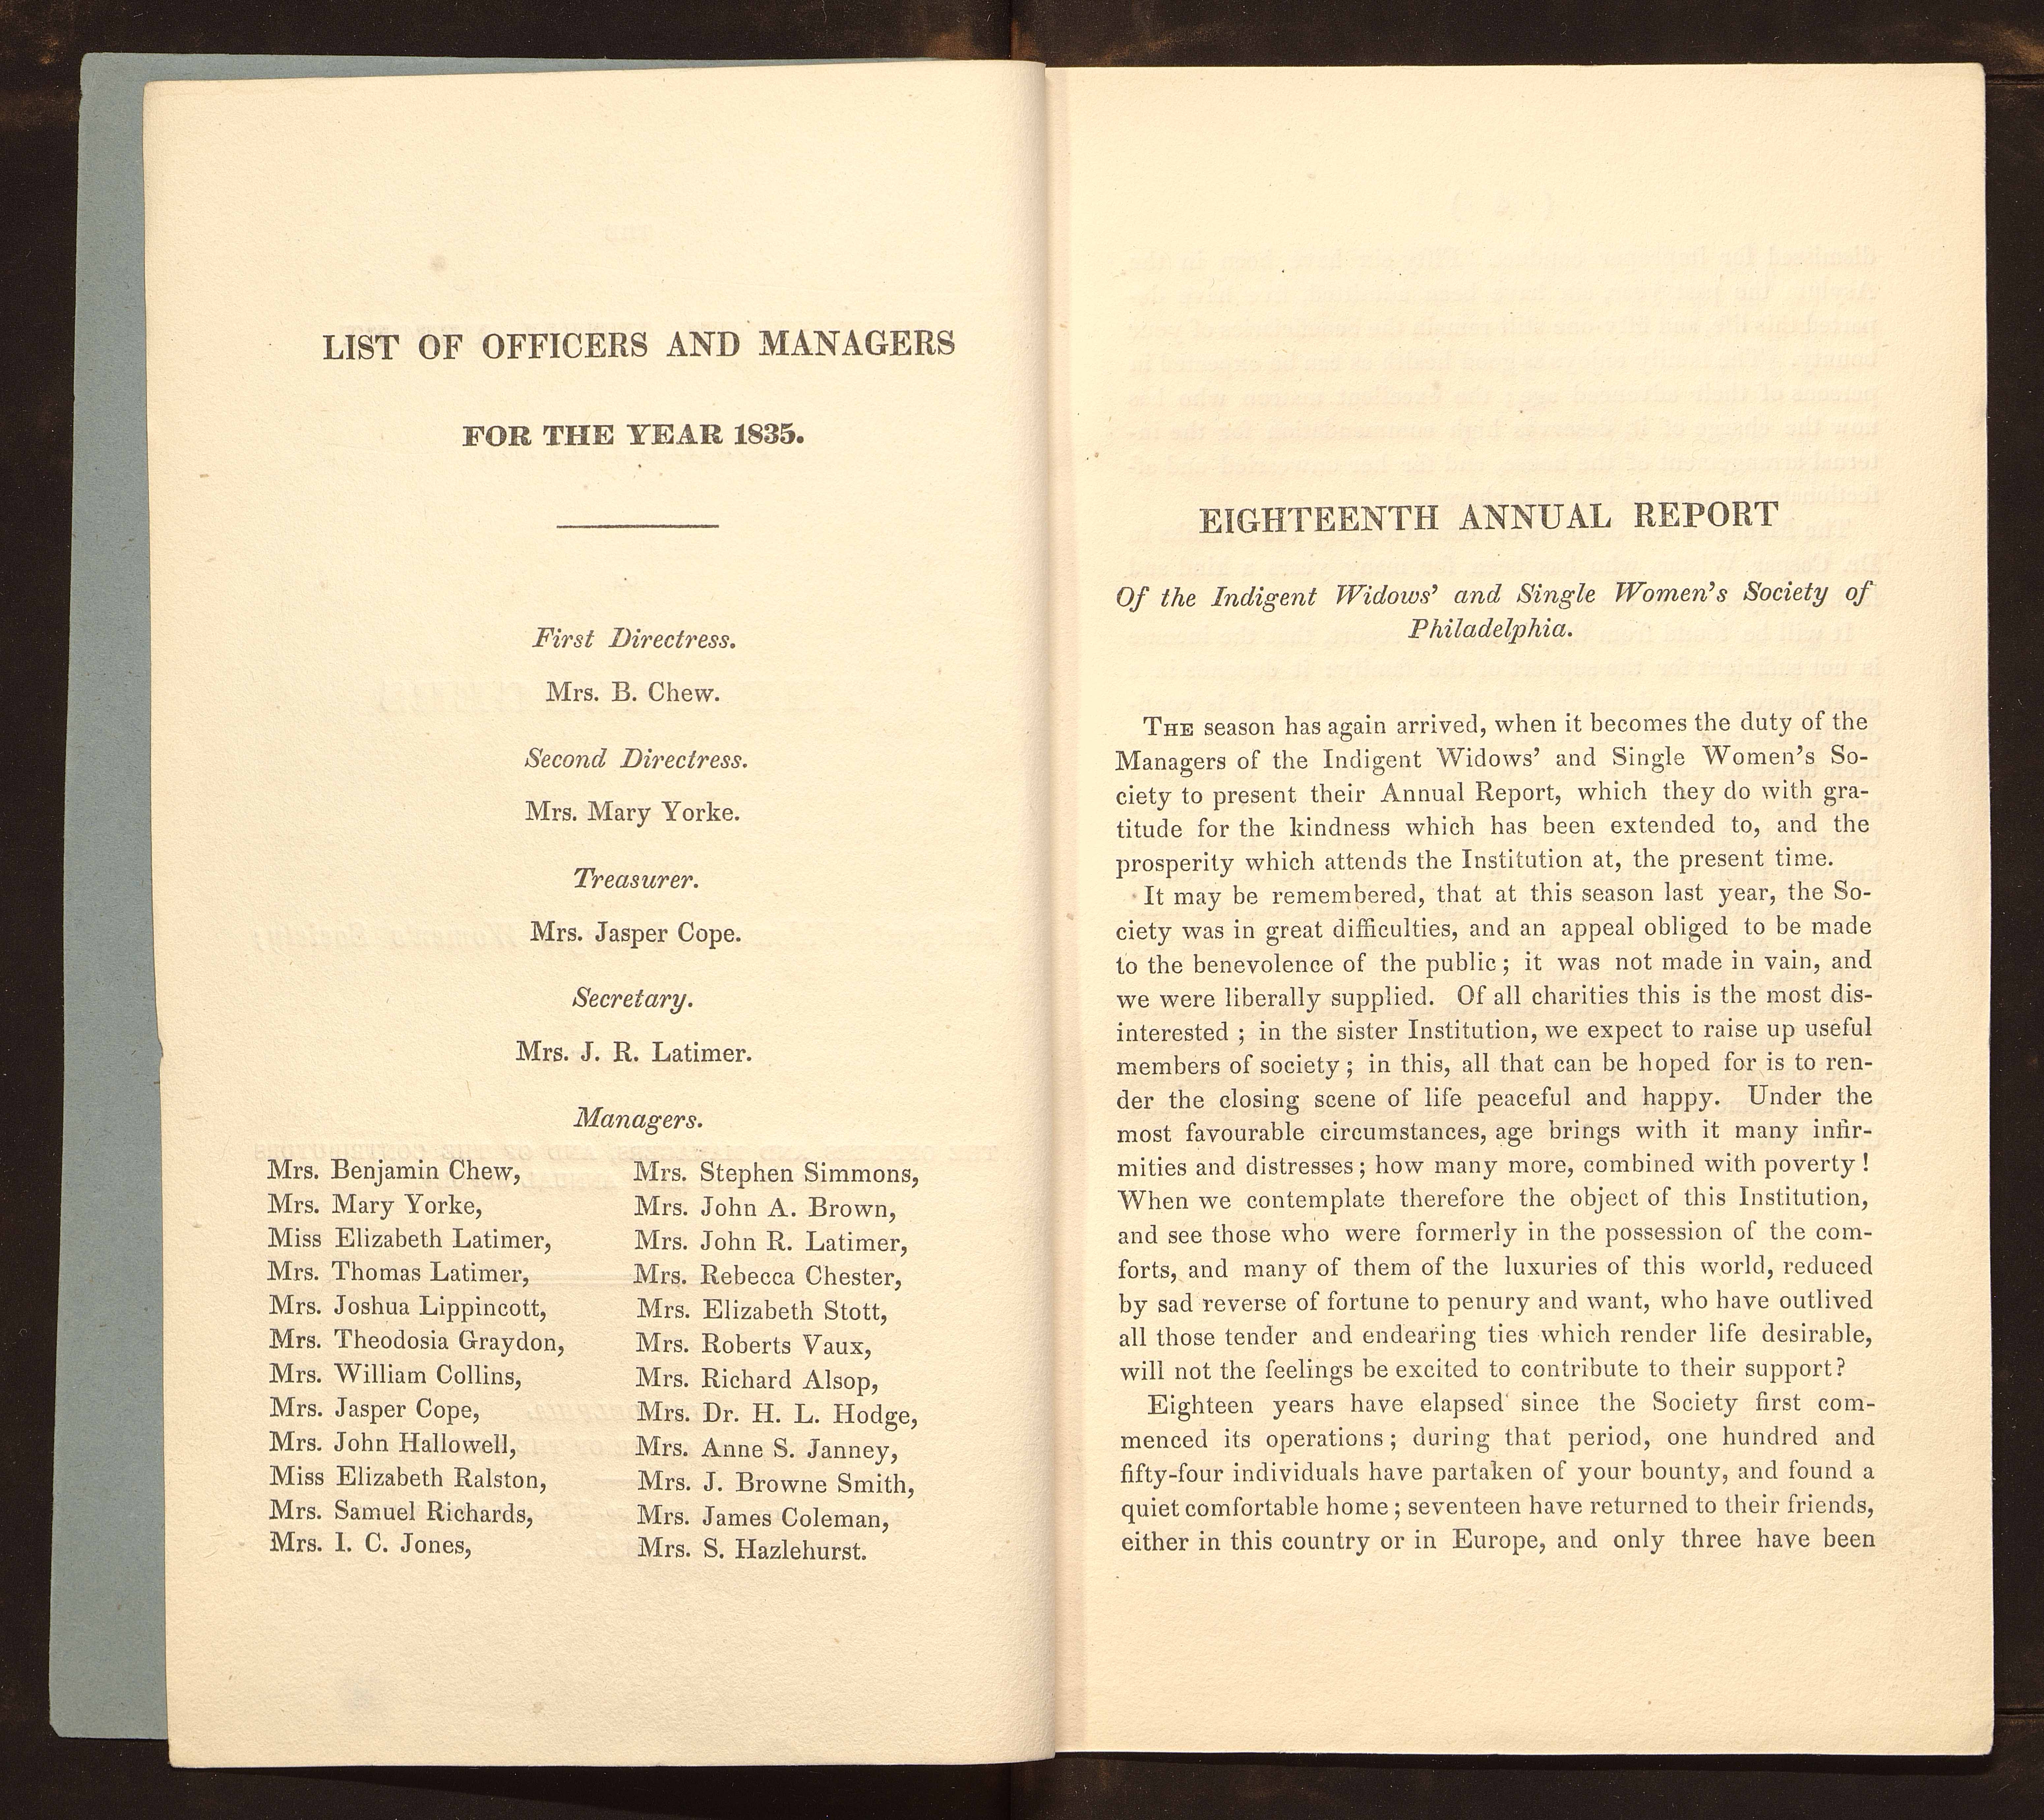 LIST OF OFFICERS AND MANAGERS
FOR THE YEAR 1835.
First Directress.
Mrs. B. Chew.
Second Directress.
Mrs. Mary Yorke.
Treasurer.
Mrs. Jasper Cope.
Secretary.
Mrs. J. R. Latimer.
Managers.
Mrs. Benjamin Chew,
Mrs. Mary Yorke,
Miss Elizabeth Latimer,
Mrs. Thomas Latimer,
Mrs. Joshua Lippincott,
Mrs. Theodosia Graydon,
Mrs. William Collins,
Mrs. Jasper Cope,
Mrs. John Hallowell,
Miss Elizabeth Ralston,
Mrs. Samuel Richards,
Mrs. I. C. Jones,
Mrs. Stephen Simmons,
Mrs. John A. Brown,
Mrs. John R. Latimer,
Mrs. Rebecca Chester,
Mrs. Elizabeth Stott,
Mrs. Roberts Vaux,
Mrs. Richard Alsop,
Mrs. Dr. H. L. Hodge,
Mrs. Anne S. Janney,
Mrs. J. Browne Smith,
Mrs. James Coleman,
Mrs. S. Hazlehurst.
EIGHTEENTH ANNUAL REPORT
Of the Indigent Widows' and Single Women's Society of
Philadelphia.
THE season has again arrived, when it becomes the duty of the
Managers of the Indigent Widows' and Single Women's So-
ciety to present their Annual Report, which they do with gra-
titude for the kindness which has been extended to, and the
prosperity which attends the Institution at, the present time.
It may be remembered, that at this season last year, the So-
ciety was in great difficulties, and an appeal obliged to be made
to the benevolence of the public; it was not made in vain, and
we were liberally supplied. Of all charities this is the most dis-
interested; in the sister Institution, we expect to raise up useful
members of society; in this, all that can be hoped for is to ren-
der the closing scene of life peaceful and happy. Under the
most favourable circumstances, age brings with it many infir-
mities and distresses; how many more, combined with poverty!
When we contemplate therefore the object of this Institution,
and see those who were formerly in the possession of the com-
forts, and many of them of the luxuries of this world, reduced
by sad reverse of fortune to penury and want, who have outlived
all those tender and endearing ties which render life desirable,
will not the feelings be excited to contribute to their support?
Eighteen years have elapsed since the Society first com-
menced its operations; during that period, one hundred and
fifty-four individuals have partaken of your bounty, and found a
quiet comfortable home; seventeen have returned to their friends,
either in this country or in Europe, and only three have been